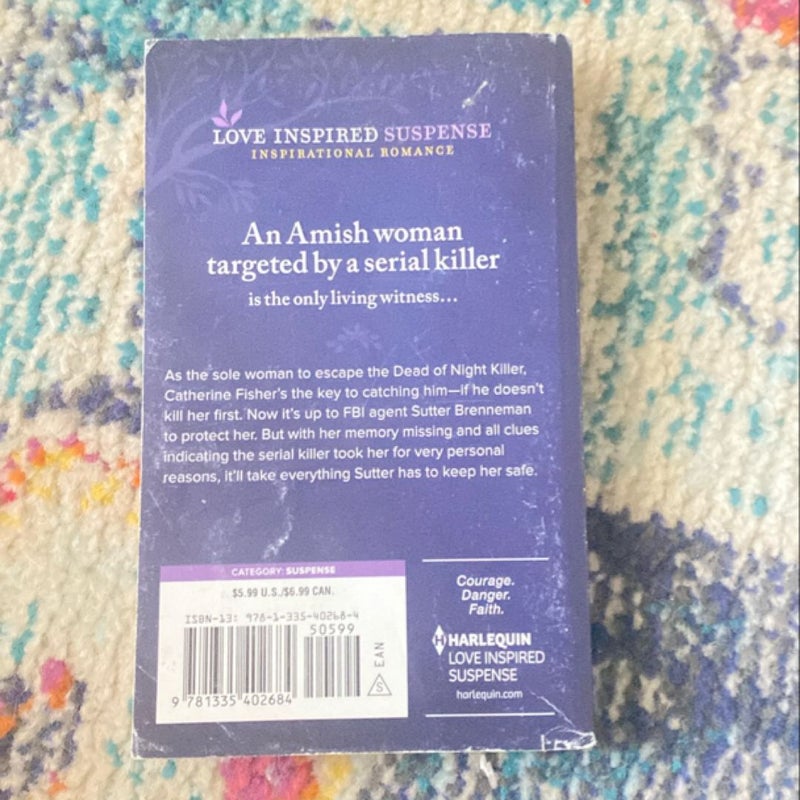 LOVE INSPIRED SUSPENSE
INSPIRATIONAL ROMANCE
An Amish woman
targeted by a serial killer
is the only living witness...
As the sole woman to escape the Dead of Night Killer,
Catherine Fisher's the key to catching him—if he doesn't
kill her first. Now it's up to FBI agent Sutter Brenneman
to protect her. But with her memory missing and all clues
indicating the serial killer took her for very personal
reasons, it'll take everything Sutter has to keep her safe.
CATEGORY: SUSPENSE
$5.99 U.S./$6.99 CAN.
ISBN-13: 978-1-335-40268-4
50599
EAN
S
9 781335 402684
Courage.
Danger.
Faith.
H HARLEQUIN
LOVE INSPIRED
SUSPENSE
harlequin.com